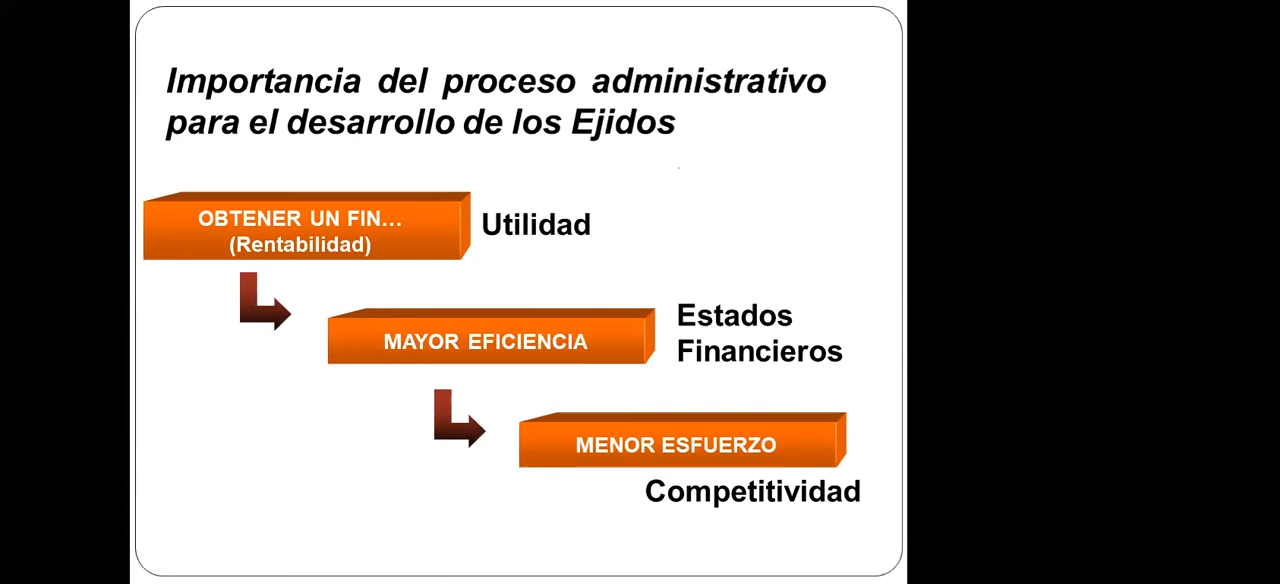 Importancia del proceso administrativo
para el desarrollo de los Ejidos
OBTENER UN FIN...
(Rentabilidad)
Utilidad
MAYOR EFICIENCIA
Estados
Financieros
MENOR ESFUERZO
Competitividad